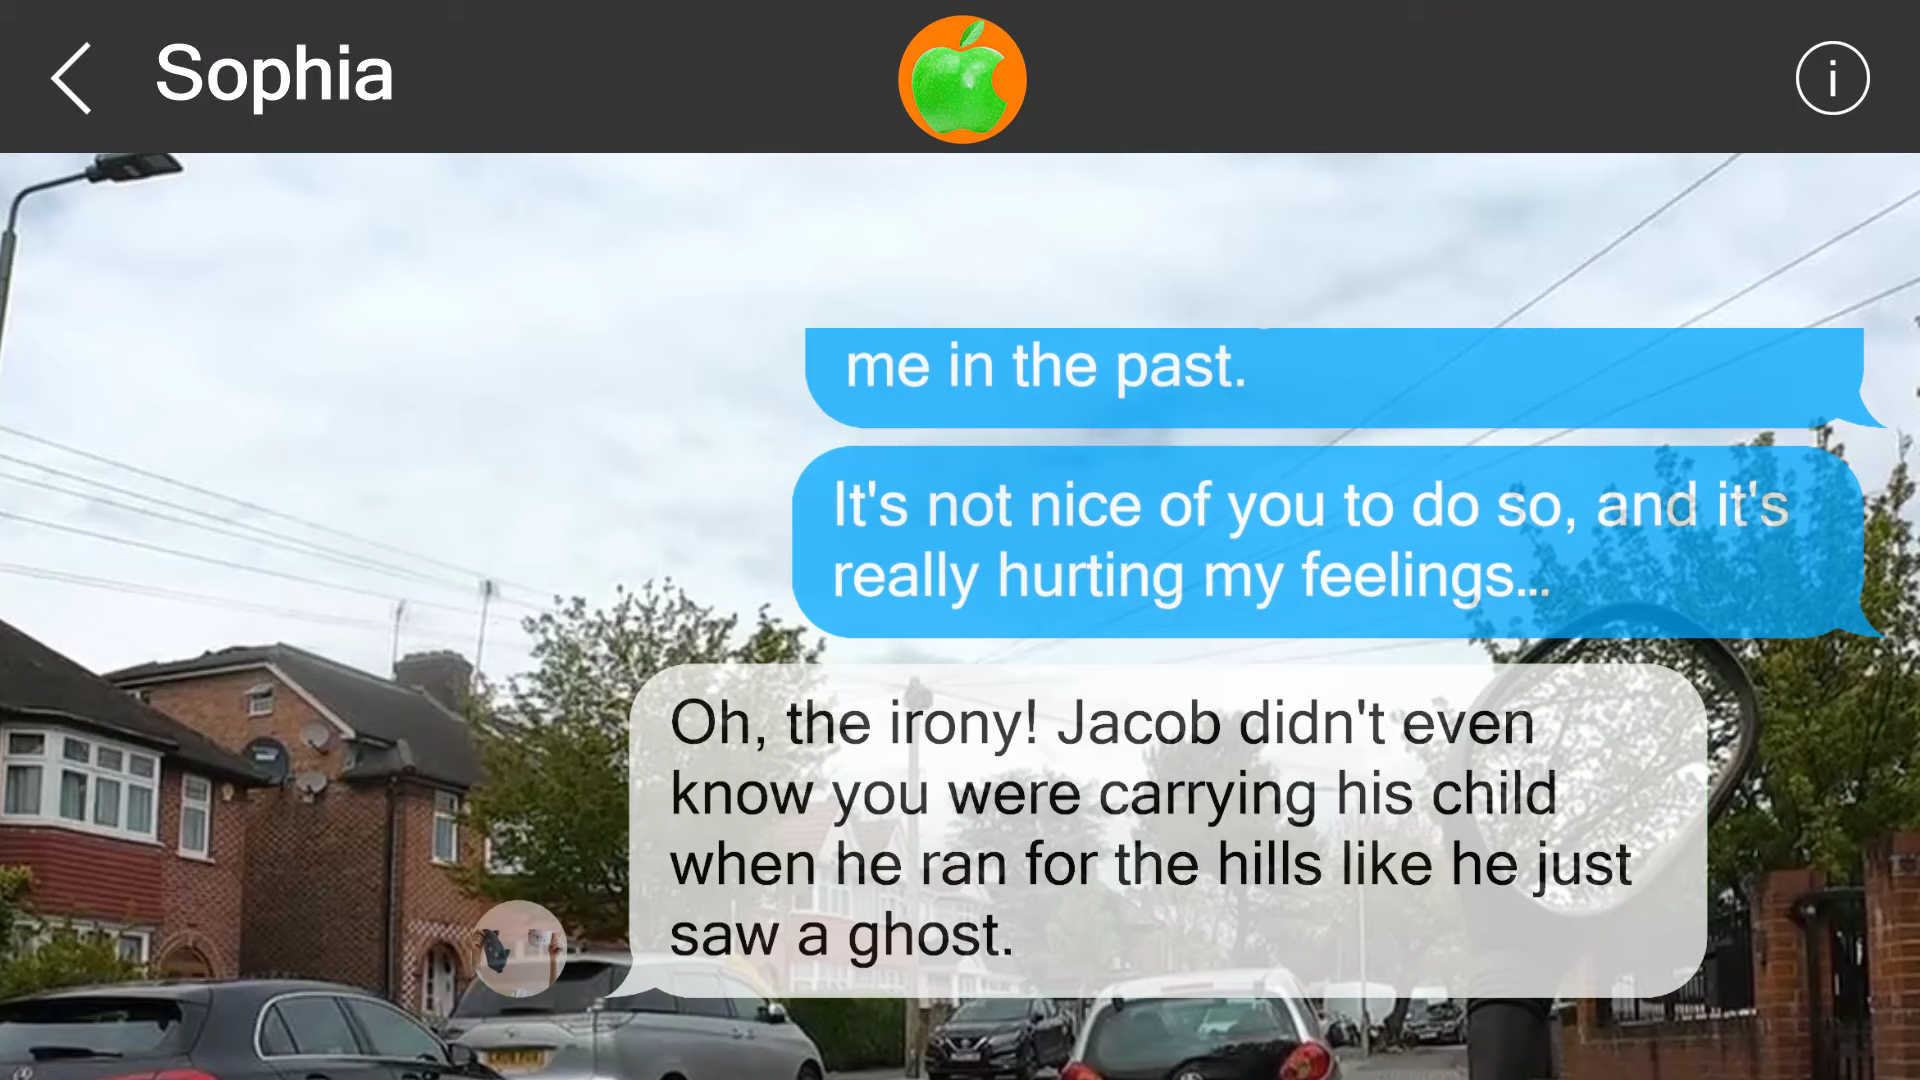 Sophia
me in the past.
It's not nice of you to do so, and it's
really hurting my feelings...
Oh, the irony! Jacob didn't even
know you were carrying his child
when he ran for the hills like he just
saw a ghost.